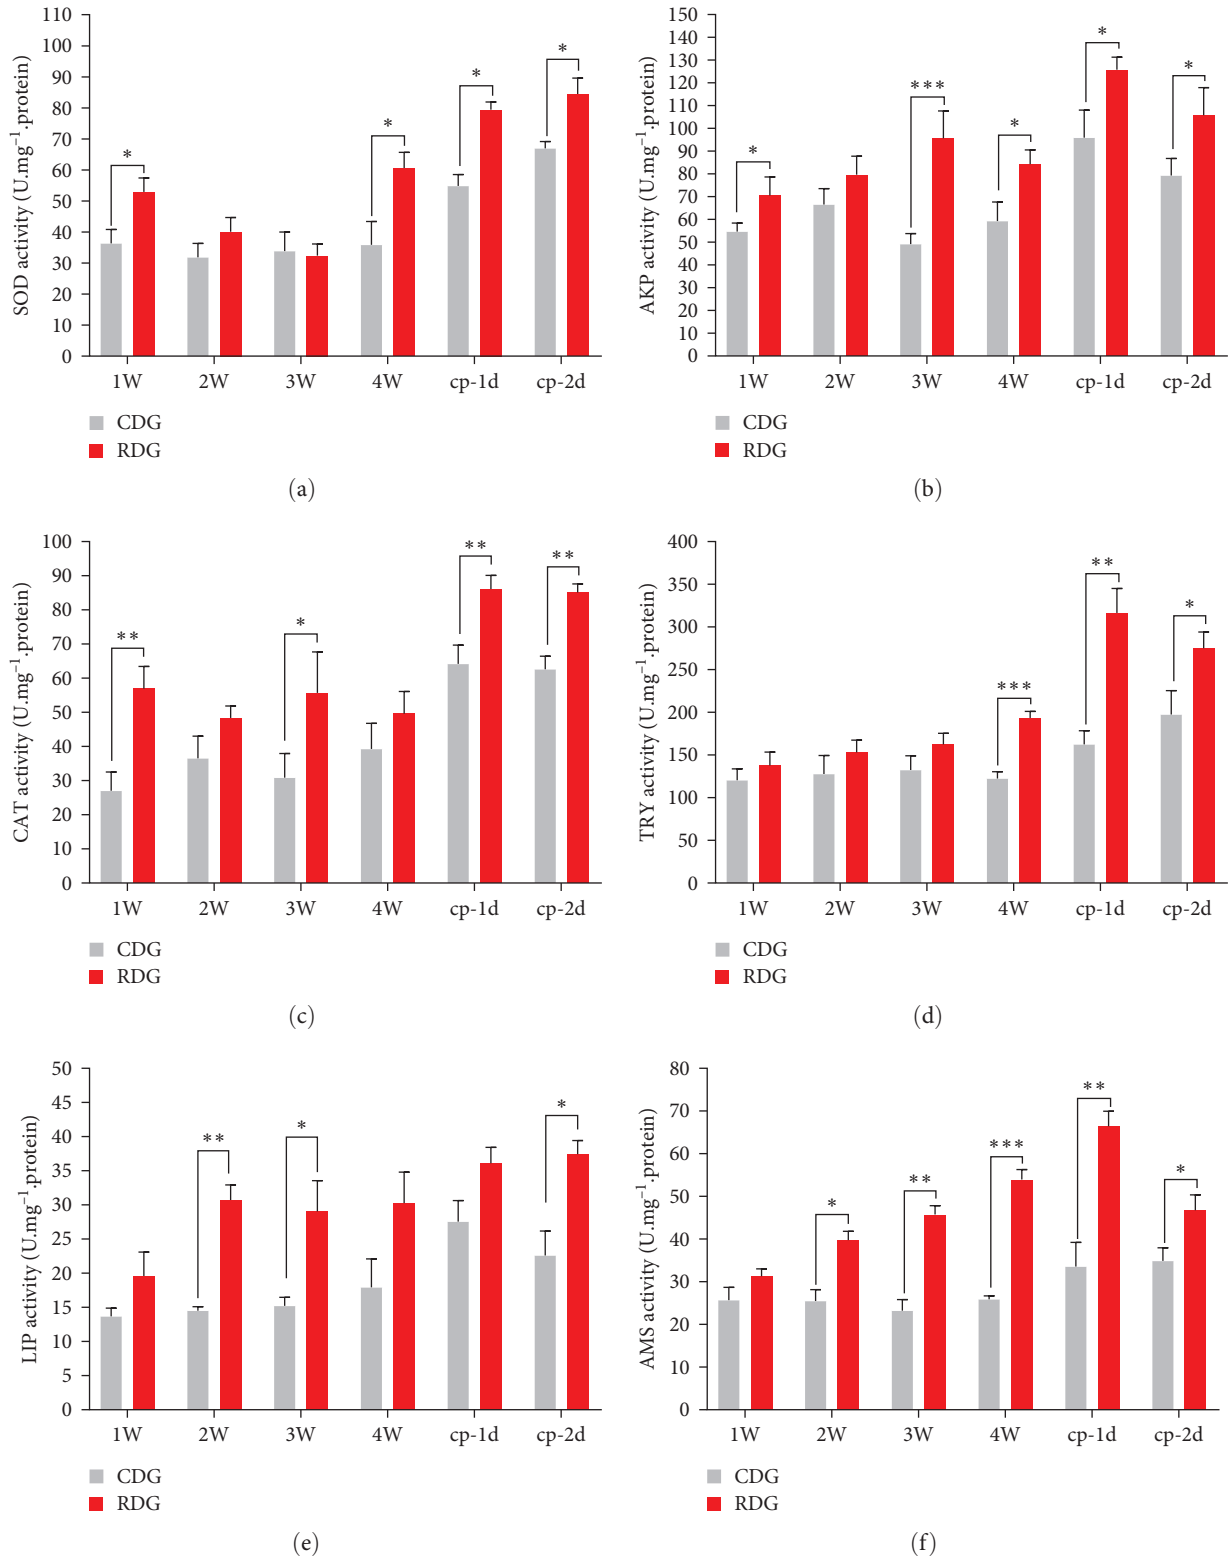 SOD activity (U.mg⁻¹.protein)
110
100
90
80
70
60
50
40
30
20
10
0
* * * *
1W 2W 3W 4W cp-1d cp-2d
CDG
RDG
(a)
AKP activity (U.mg⁻¹.protein)
150
140
130
120
110
100
90
80
70
60
50
40
30
20
10
0
* *** * * *
1W 2W 3W 4W cp-1d cp-2d
CDG
RDG
(b)
CAT activity (U.mg⁻¹.protein)
100
90
80
70
60
50
40
30
20
10
0
** * ** **
1W 2W 3W 4W cp-1d cp-2d
CDG
RDG
(c)
TRY activity (U.mg⁻¹.protein)
400
350
300
250
200
150
100
50
0
*** ** *
1W 2W 3W 4W cp-1d cp-2d
CDG
RDG
(d)
LIP activity (U.mg⁻¹.protein)
50
45
40
35
30
25
20
15
10
5
0
** * *
1W 2W 3W 4W cp-1d cp-2d
CDG
RDG
(e)
AMS activity (U.mg⁻¹.protein)
80
70
60
50
40
30
20
10
0
* ** *** ** *
1W 2W 3W 4W cp-1d cp-2d
CDG
RDG
(f)